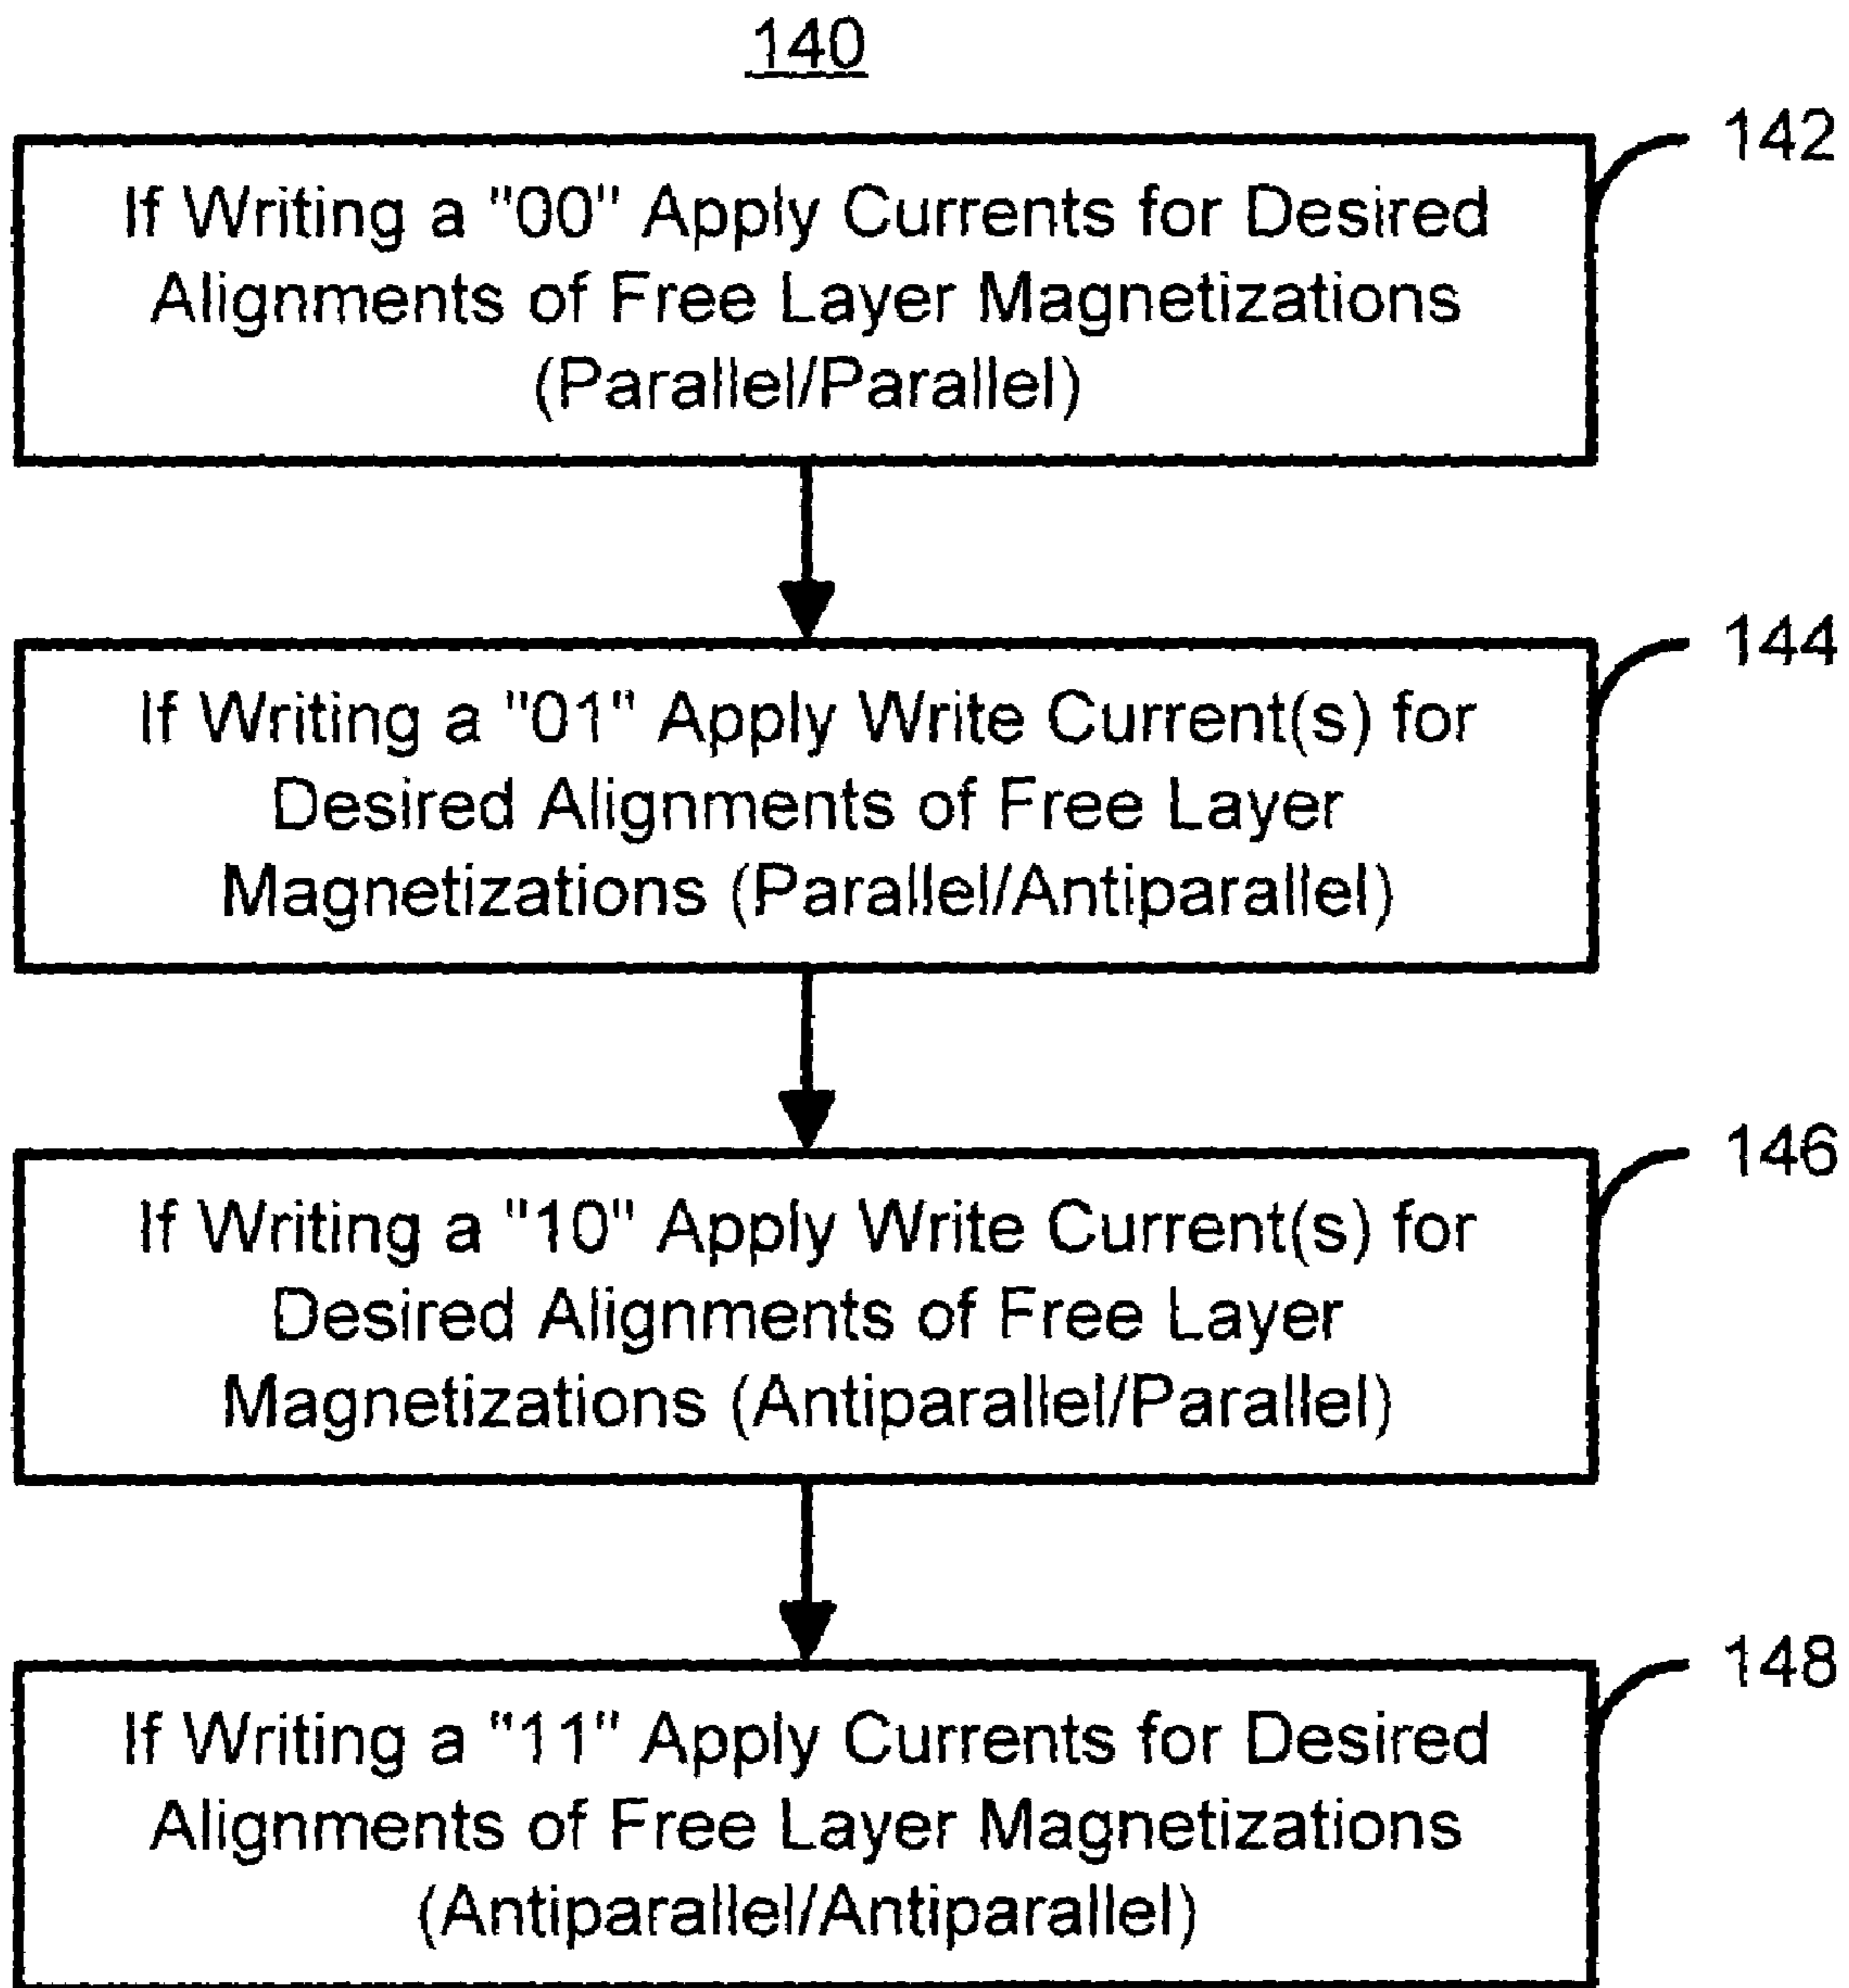 140
142
If Writing a "00" Apply Currents for Desired
Alignments of Free Layer Magnetizations
(Parallel/Parallel)
144
If Writing a "01" Apply Write Current(s) for
Desired Alignments of Free Layer
Magnetizations (Parallel/Antiparallel)
146
If Writing a "10" Apply Write Current(s) for
Desired Alignments of Free Layer
Magnetizations (Antiparallel/Parallel)
148
If Writing a "11" Apply Currents for Desired
Alignments of Free Layer Magnetizations
(Antiparallel/Antiparallel)